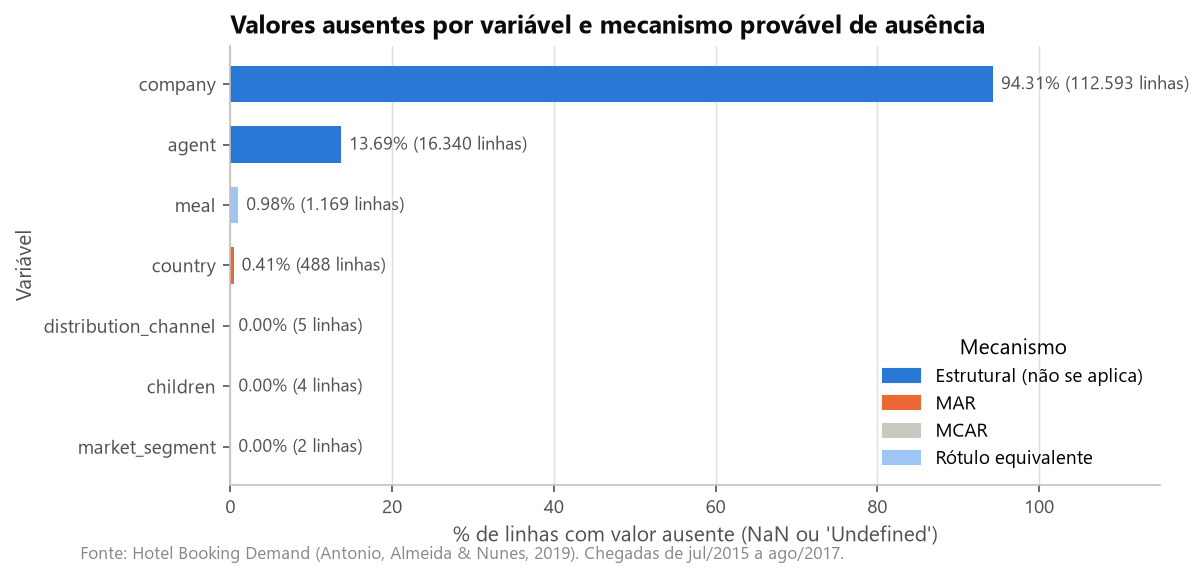 Valores ausentes por variável e mecanismo provável de ausência
company
94.31% (112.593 linhas)
agent
13.69% (16.340 linhas)
meal
0.98% (1.169 linhas)
country
0.41% (488 linhas)
distribution_channel
0.00% (5 linhas)
children
0.00% (4 linhas)
market_segment
0.00% (2 linhas)
Variável
Mecanismo
Estrutural (não se aplica)
MAR
MCAR
Rótulo equivalente
0 20 40 60 80 100
% de linhas com valor ausente (NaN ou 'Undefined')
Fonte: Hotel Booking Demand (Antonio, Almeida & Nunes, 2019). Chegadas de jul/2015 a ago/2017.